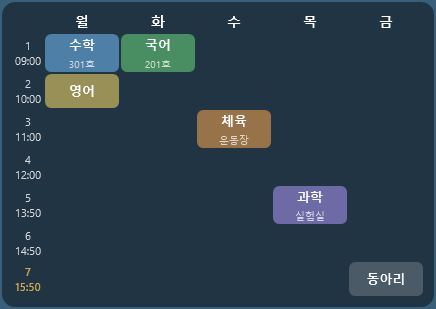 월 화 수 목 금
1 수학 국어
09:00 301호 201호
2 영어
10:00
3 체육
11:00 운동장
4
12:00
5 과학
13:50 실험실
6
14:50
7 동아리
15:50